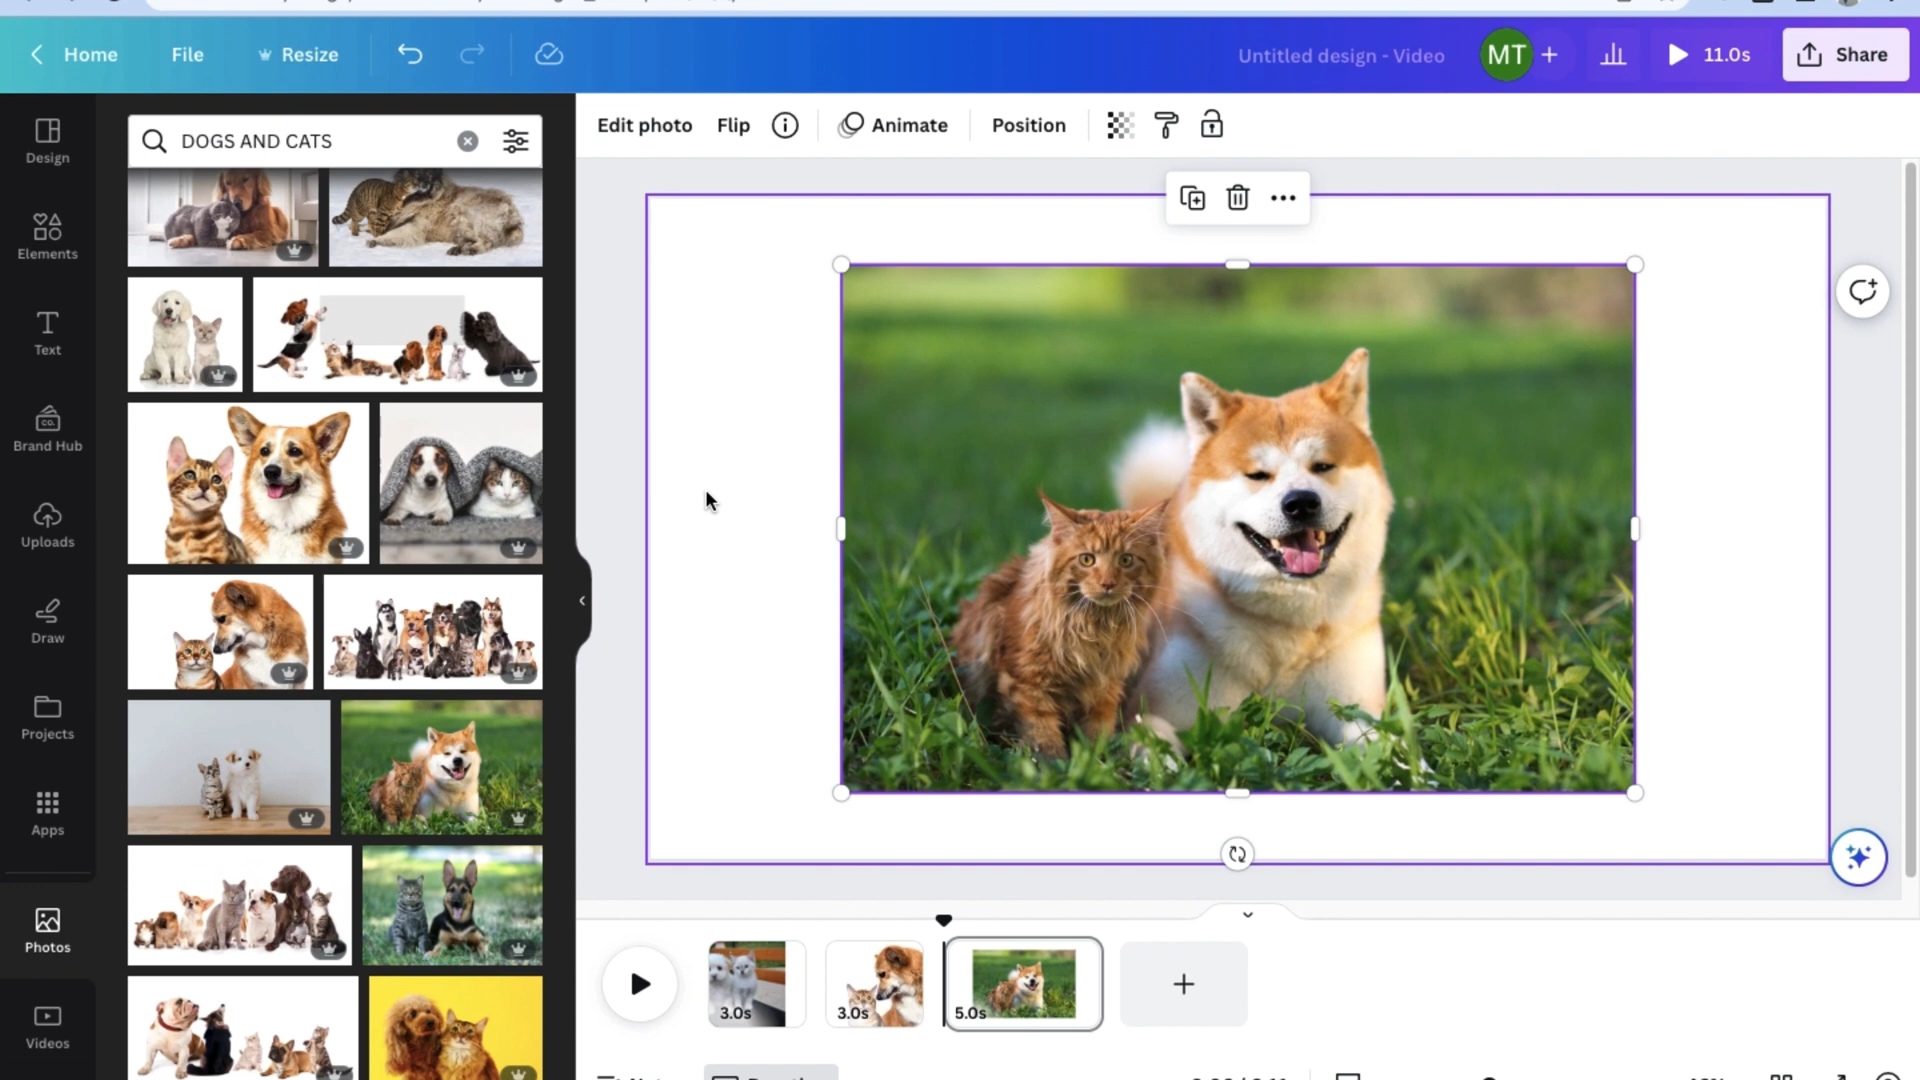 Home File Resize Untitled design - Video MT 11.0s Share
DOGS AND CATS
Edit photo Flip Animate Position
Design
Elements
Text
CO.
Brand Hub
Uploads
Draw
Projects
Apps
Photos
Videos
3.0s 3.0s 5.0s